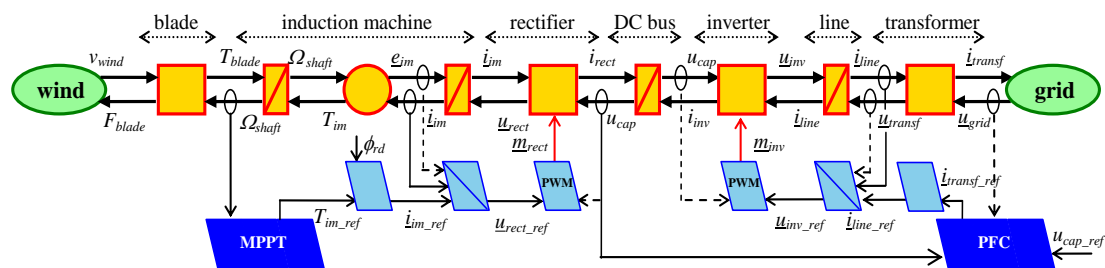 blade induction machine rectifier DC bus inverter line transformer
v_wind T_blade Ω_shaft e_im i_im i_rect u_cap u_inv i_line i_transf
wind grid
F_blade Ω_shaft T_im i_im u_rect u_cap i_inv i_line u_transf u_grid
m_rect m_inv
ϕ_rd
PWM PWM i_transf_ref
T_im_ref i_im_ref u_rect_ref u_inv_ref i_line_ref
MPPT PFC u_cap_ref